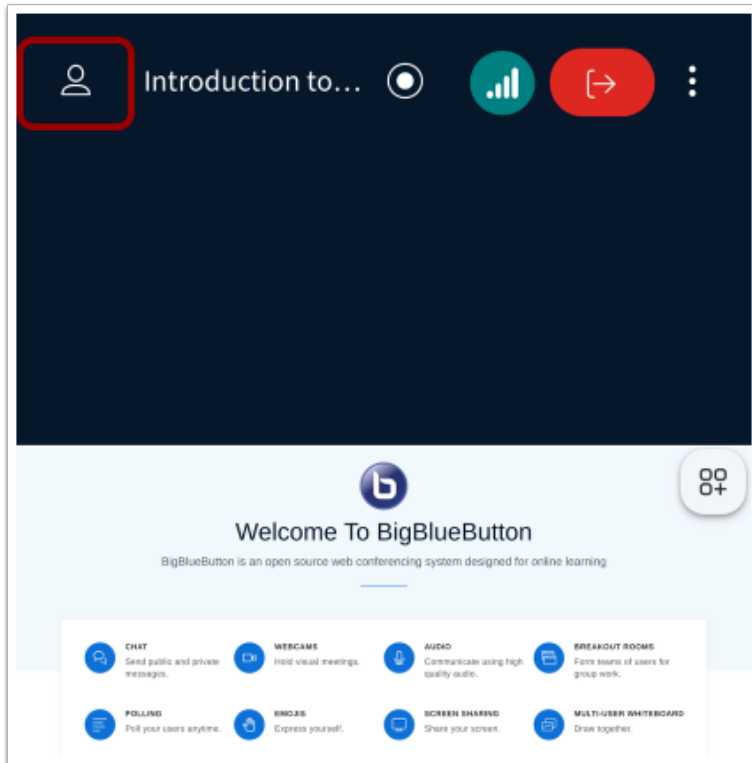 Introduction to...
Welcome To BigBlueButton
BigBlueButton is an open source web conferencing system designed for online learning
CHAT
Send public and private
messages.
WEBCAMS
Hold visual meetings.
AUDIO
Communicate using high
quality audio.
BREAKOUT ROOMS
Form teams of users for
group work.
POLLING
Poll your users anytime.
EMOJIS
Express yourself.
SCREEN SHARING
Share your screen.
MULTI-USER WHITEBOARD
Draw together.